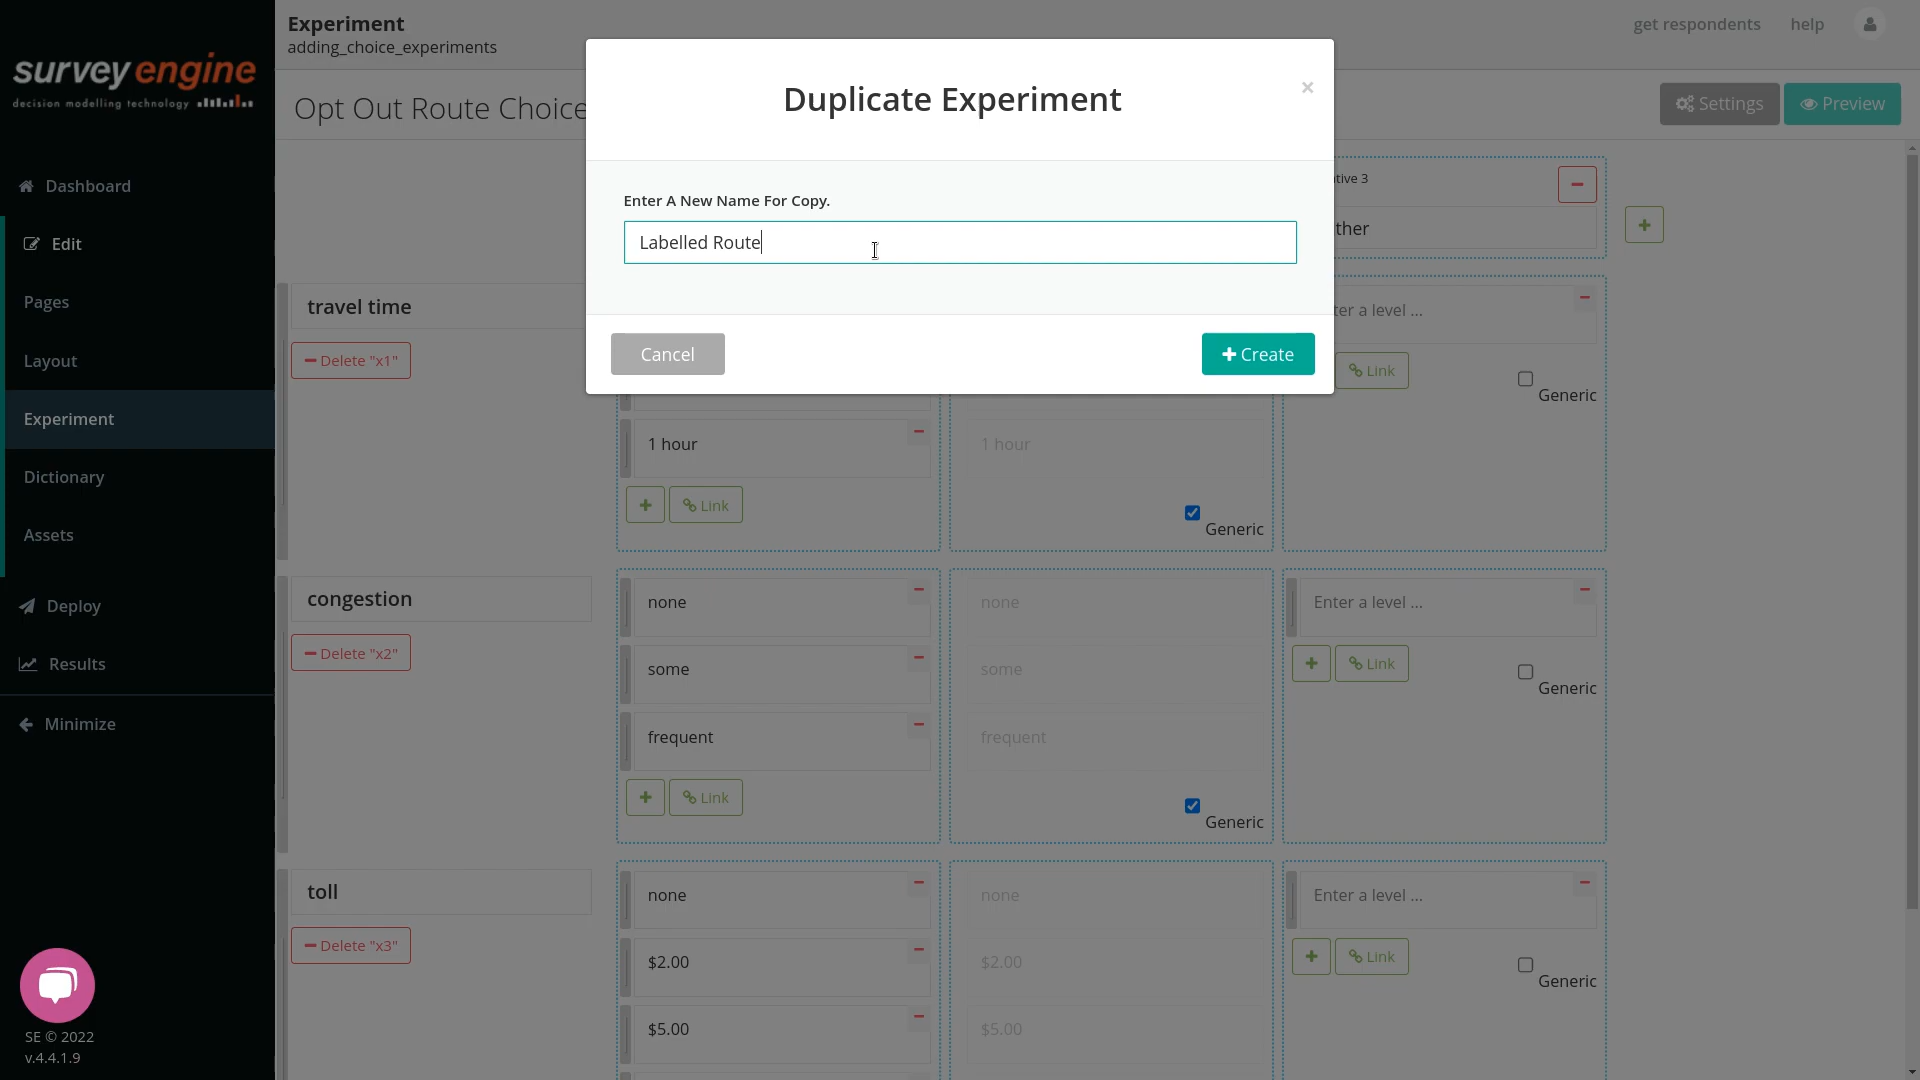 surveyengine
decision modelling technology
Dashboard
Edit
Pages
Layout
Experiment
Dictionary
Assets
Deploy
Results
Minimize
SE © 2022
v.4.4.1.9
Experiment
adding_choice_experiments
get respondents
help
Opt Out Route Choice
Settings
Preview
Duplicate Experiment
×
Enter A New Name For Copy.
Labelled Route
Cancel
Create
tive 3
ther
travel time
Delete "x1"
ter a level ...
Link
Generic
1 hour
1 hour
Link
Generic
congestion
Delete "x2"
none
none
Enter a level ...
some
some
Link
Generic
frequent
frequent
Link
Generic
toll
Delete "x3"
none
none
Enter a level ...
$2.00
$2.00
Link
Generic
$5.00
$5.00